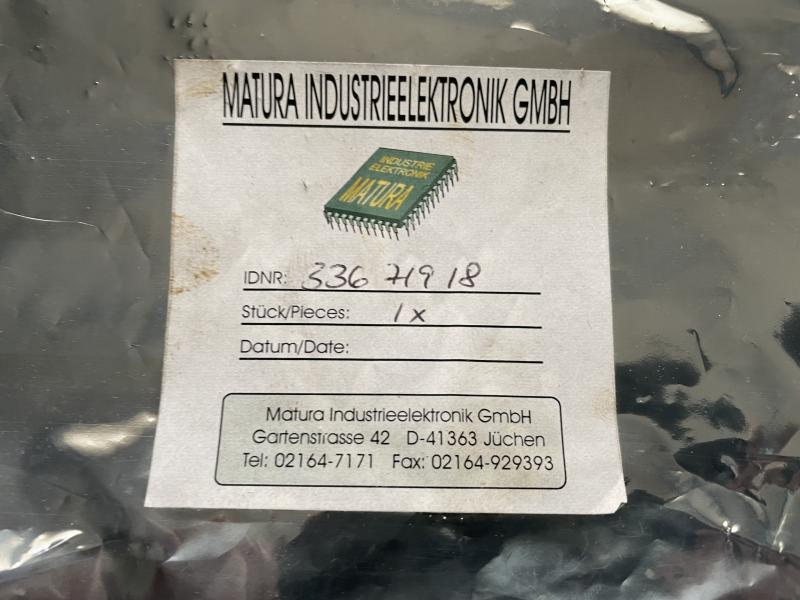 MATURA INDUSTRIEELEKTRONIK GMBH
INDUSTRIE
ELEKTRONIK
MATURA
IDNR: 336 719 18
Stück/Pieces: 1x
Datum/Date:
Matura Industrieelektronik GmbH
Gartenstrasse 42 D-41363 Jüchen
Tel: 02164-7171 Fax: 02164-929393